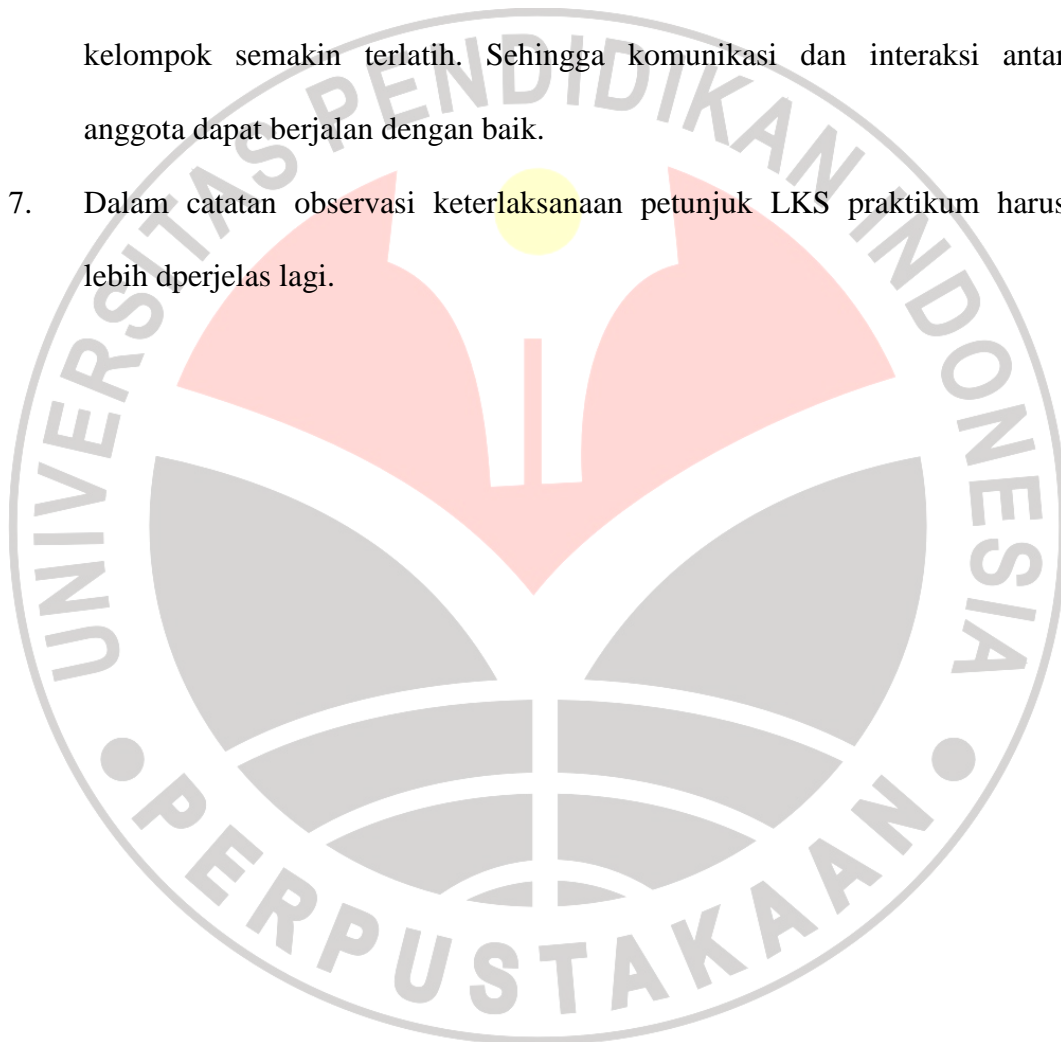 kelompok semakin terlatih. Sehingga komunikasi dan interaksi antar
anggota dapat berjalan dengan baik.
7. Dalam catatan observasi keterlaksanaan petunjuk LKS praktikum harus
lebih dperjelas lagi.
UNIVERSITAS PENDIDIKAN INDONESIA
PERPUSTAKAAN